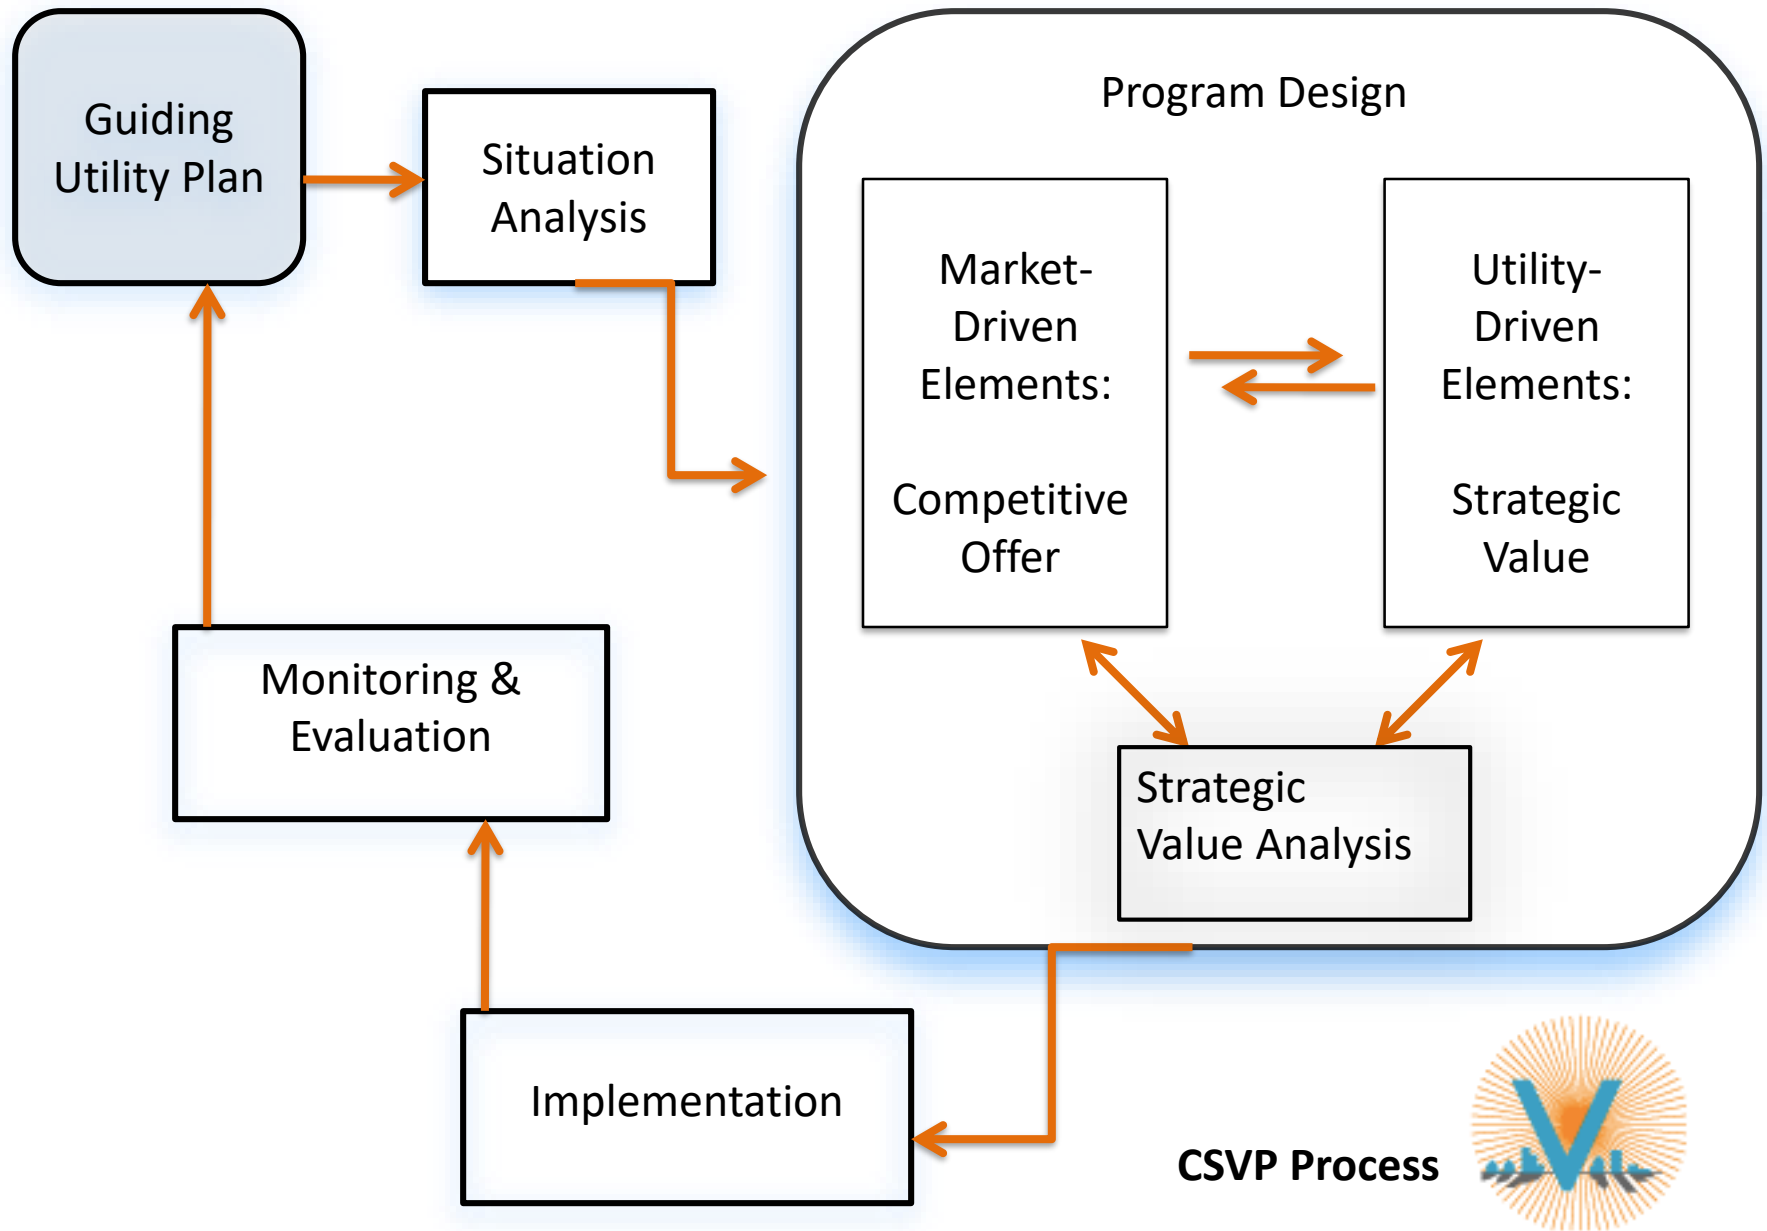 Guiding
Utility Plan
Situation
Analysis
Program Design
Market-
Driven
Elements:
Competitive
Offer
Utility-
Driven
Elements:
Strategic
Value
Strategic
Value Analysis
Monitoring &
Evaluation
Implementation
CSVP Process
V